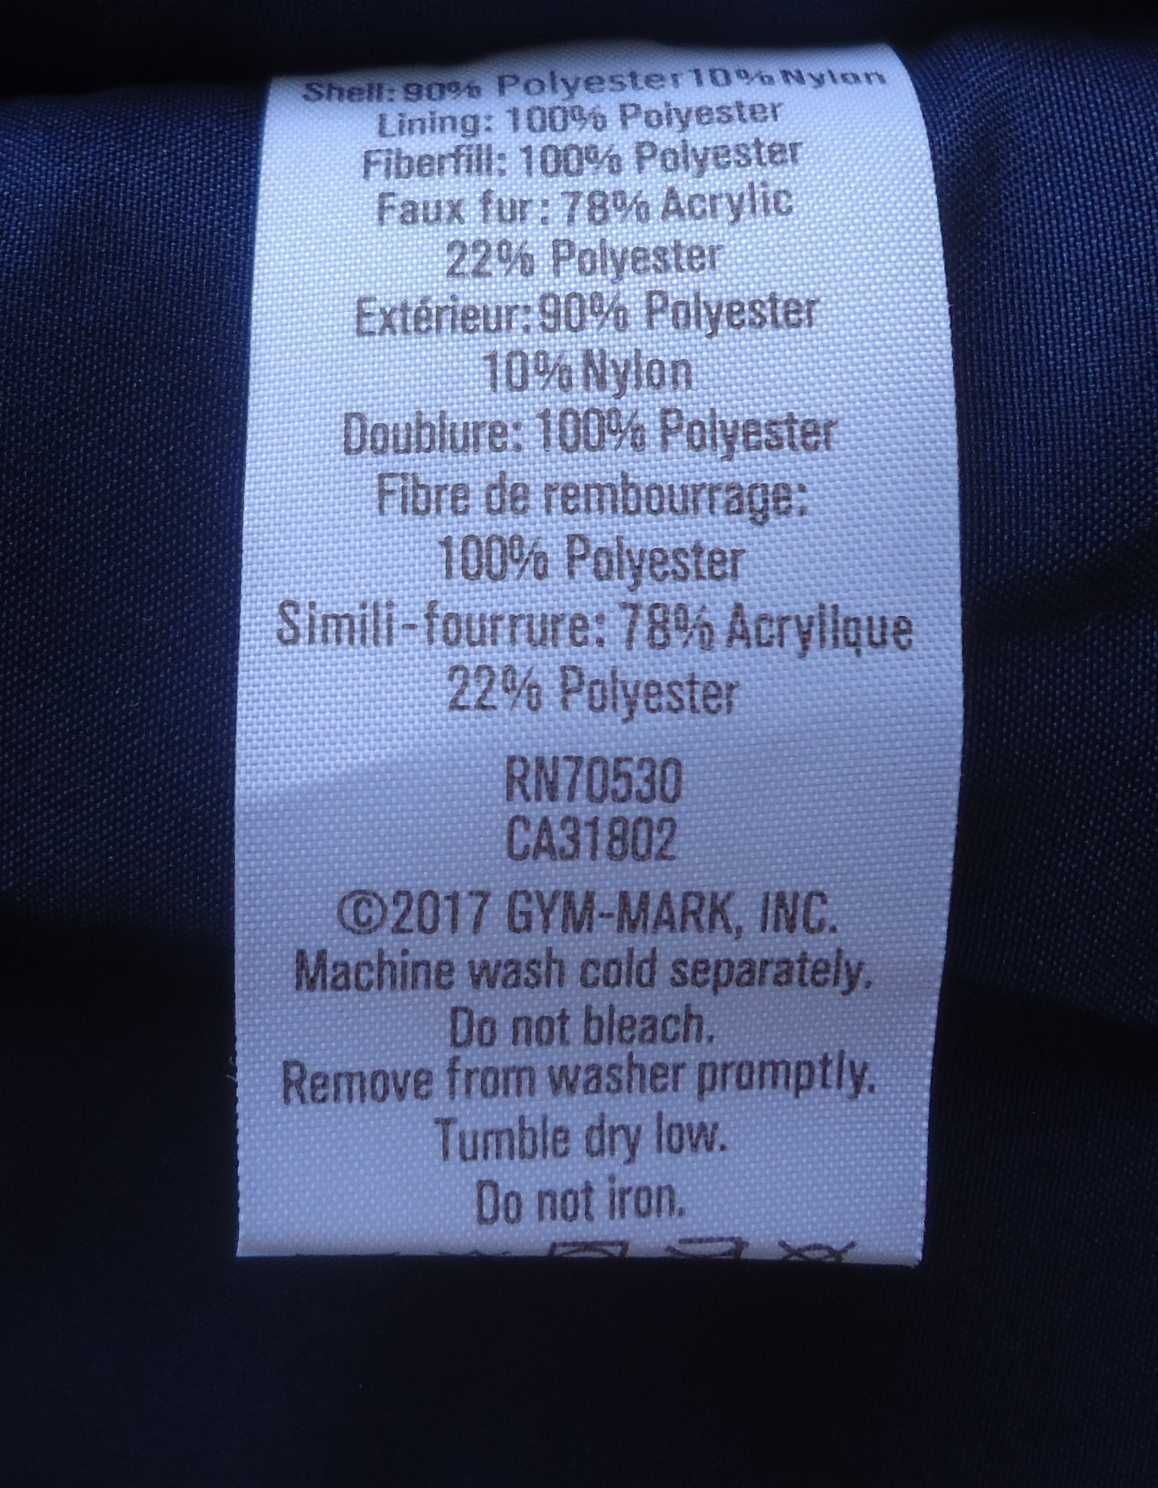 Shell: 90% Polyester 10% Nylon
Lining: 100% Polyester
Fiberfill: 100% Polyester
Faux fur: 78% Acrylic
22% Polyester
Extérieur: 90% Polyester
10% Nylon
Doublure: 100% Polyester
Fibre de rembourrage:
100% Polyester
Simili-fourrure: 78% Acrylique
22% Polyester
RN70530
CA31802
©2017 GYM-MARK, INC.
Machine wash cold separately.
Do not bleach.
Remove from washer promptly.
Tumble dry low.
Do not iron.